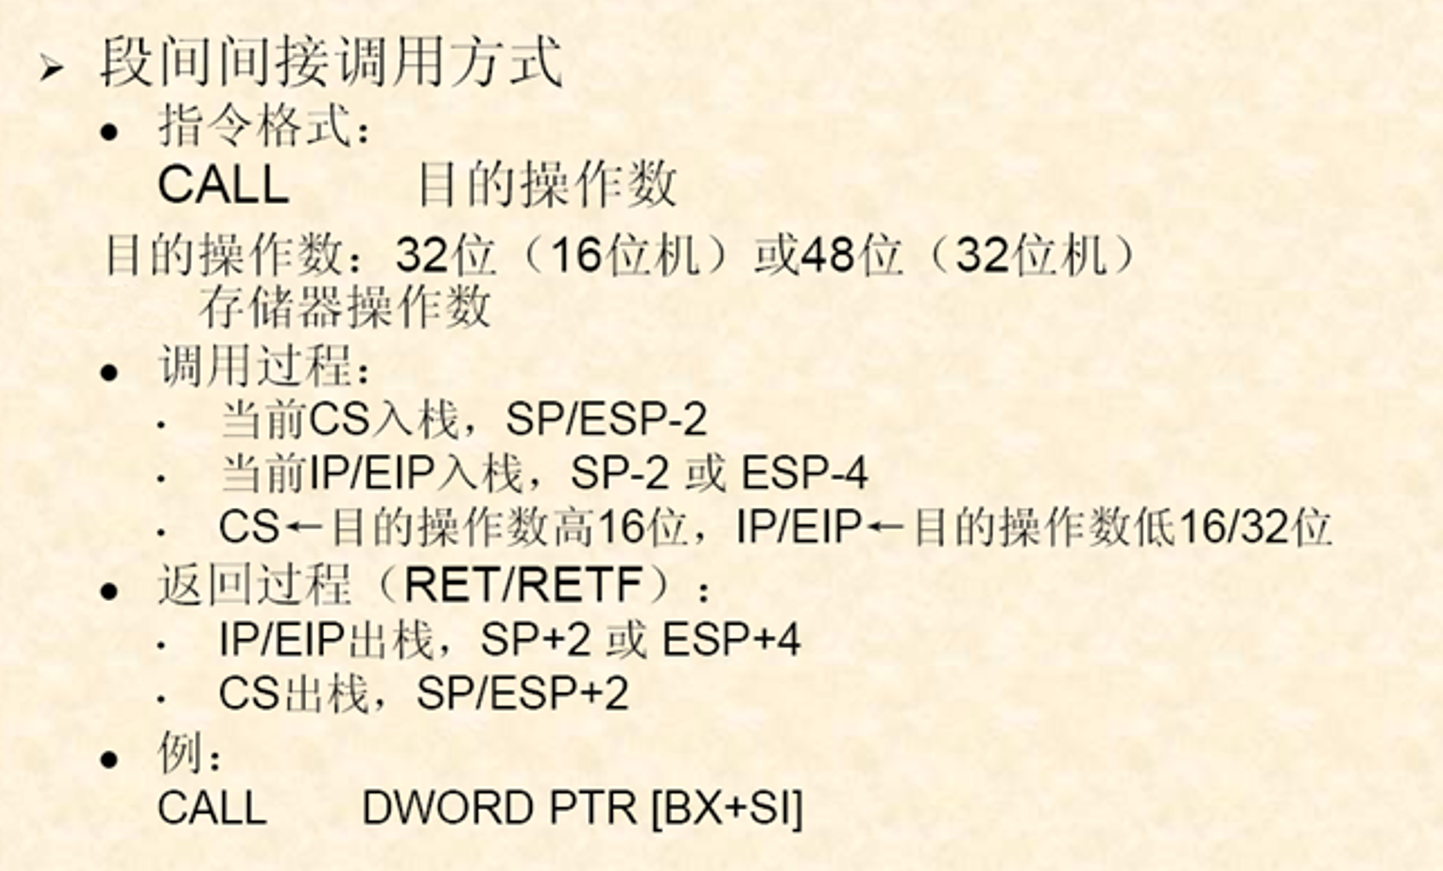 ➢ 段间间接调用方式
● 指令格式：
CALL 目的操作数
目的操作数：32位（16位机）或48位（32位机）
存储器操作数
● 调用过程：
· 当前CS入栈，SP/ESP-2
· 当前IP/EIP入栈，SP-2 或 ESP-4
· CS←目的操作数高16位，IP/EIP←目的操作数低16/32位
● 返回过程（RET/RETF）：
· IP/EIP出栈，SP+2 或 ESP+4
· CS出栈，SP/ESP+2
● 例：
CALL DWORD PTR [BX+SI]